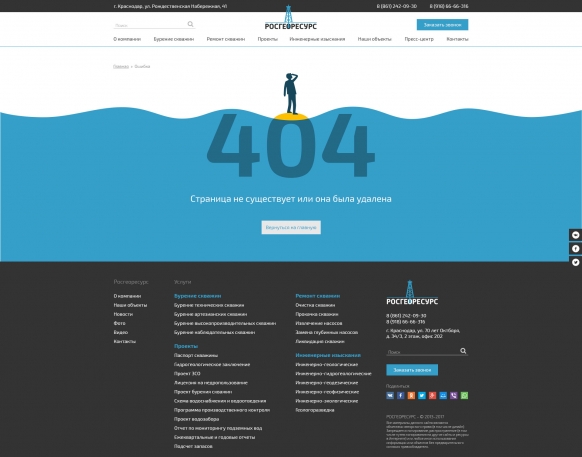 г. Краснодар, ул. Рождественская Набережная, 41
8 (861) 242-09-30
8 (918) 66-66-316
Поиск
РОСГЕОРЕСУРС
Заказать звонок
О компании
Бурение скважин
Ремонт скважин
Проекты
Инженерные изыскания
Наши объекты
Пресс-центр
Контакты
Главная > Ошибка
404
Страница не существует или она была удалена
Вернуться на главную
Росгеоресурс
О компании
Наши объекты
Новости
Фото
Видео
Контакты
Услуги
Бурение скважин
Бурение технических скважин
Бурение артезианских скважин
Бурение высокопроизводительных скважин
Бурение наблюдательных скважин
Проекты
Паспорт скважины
Гидрогеологическое заключение
Проект ЗСО
Лицензия на недропользование
Проект бурения скважин
Схема водоснабжения и водоотведения
Программа производственного контроля
Проект водозабора
Отчет по мониторингу подземных вод
Ежеквартальные и годовые отчеты
Подсчет запасов
Ремонт скважин
Очистка скважин
Прокачка скважин
Извлечение насосов
Замена глубинных насосов
Ликвидация скважин
Инженерные изыскания
Инженерно-геологические
Инженерно-гидрогеологические
Инженерно-геодезические
Инженерно-геофизические
Инженерно-экологические
Геологоразведка
РОСГЕОРЕСУРС
8 (861) 242-09-30
8 (918) 66-66-316
г. Краснодар, ул. 70 лет Октября,
д. 34/3, 2 этаж, офис 202
Поиск
Заказать звонок
Поделиться
РОСГЕОРЕСУРС, - © 2013, 2017